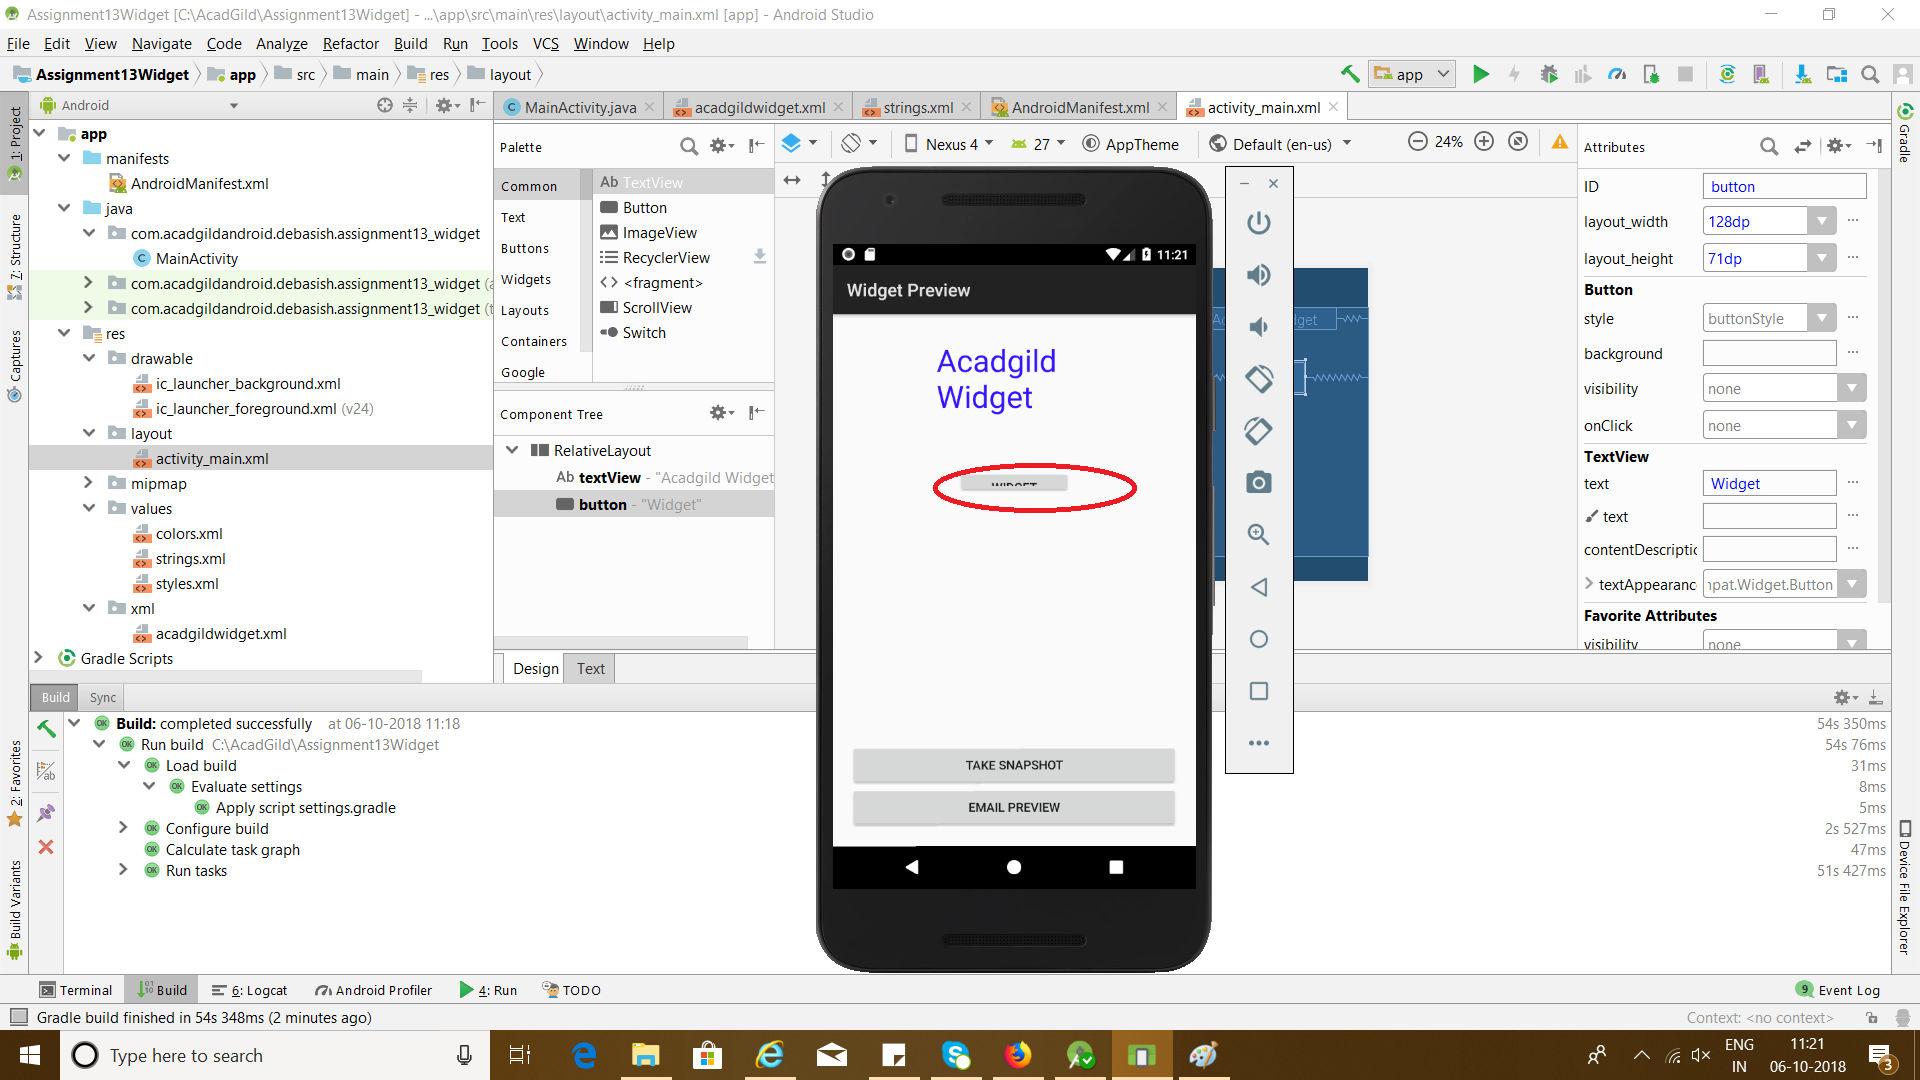 Assignment13Widget [C:\AcadGild\Assignment13Widget] - ...\app\src\main\res\layout\activity_main.xml [app] - Android Studio
File Edit View Navigate Code Analyze Refactor Build Run Tools VCS Window Help
Assignment13Widget app src main res layout
app
Android
MainActivity.java acadgildwidget.xml strings.xml AndroidManifest.xml activity_main.xml
1: Project
7: Structure
Captures
2: Favorites
Build Variants
app
manifests
AndroidManifest.xml
java
com.acadgildandroid.debasish.assignment13_widget
MainActivity
com.acadgildandroid.debasish.assignment13_widget
com.acadgildandroid.debasish.assignment13_widget
res
drawable
ic_launcher_background.xml
ic_launcher_foreground.xml (v24)
layout
activity_main.xml
mipmap
values
colors.xml
strings.xml
styles.xml
xml
acadgildwidget.xml
Gradle Scripts
Palette
Common
Text
Buttons
Widgets
Layouts
Containers
Google
Ab TextView
Button
ImageView
RecyclerView
<fragment>
ScrollView
Switch
Component Tree
RelativeLayout
Ab textView - "Acadgild Widget
button - "Widget"
Design Text
Nexus 4 27 AppTheme Default (en-us) 24%
11:21
Widget Preview
Acadgild
Widget
WIDGET
TAKE SNAPSHOT
EMAIL PREVIEW
Attributes
ID button
layout_width 128dp
layout_height 71dp
Button
style buttonStyle
background
visibility none
onClick none
TextView
text Widget
text
contentDescriptic
textAppearanc npat.Widget.Button
Favorite Attributes
visibility none
Gradle
Device File Explorer
Build Sync
Build: completed successfully at 06-10-2018 11:18 54s 350ms
Run build C:\AcadGild\Assignment13Widget 54s 76ms
Load build 31ms
Evaluate settings 8ms
Apply script settings.gradle 5ms
Configure build 2s 527ms
Calculate task graph 47ms
Run tasks 51s 427ms
Terminal Build 6: Logcat Android Profiler 4: Run TODO 9 Event Log
Gradle build finished in 54s 348ms (2 minutes ago) Context: <no context>
Type here to search
ENG
IN
11:21
06-10-2018
3